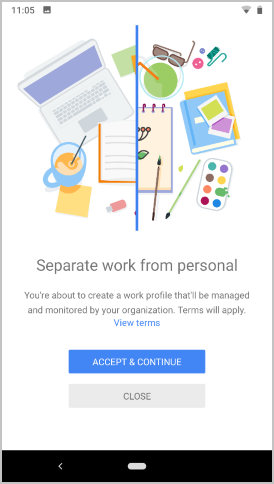 11:05
Separate work from personal
You're about to create a work profile that'll be managed
and monitored by your organization. Terms will apply.
View terms
ACCEPT & CONTINUE
CLOSE